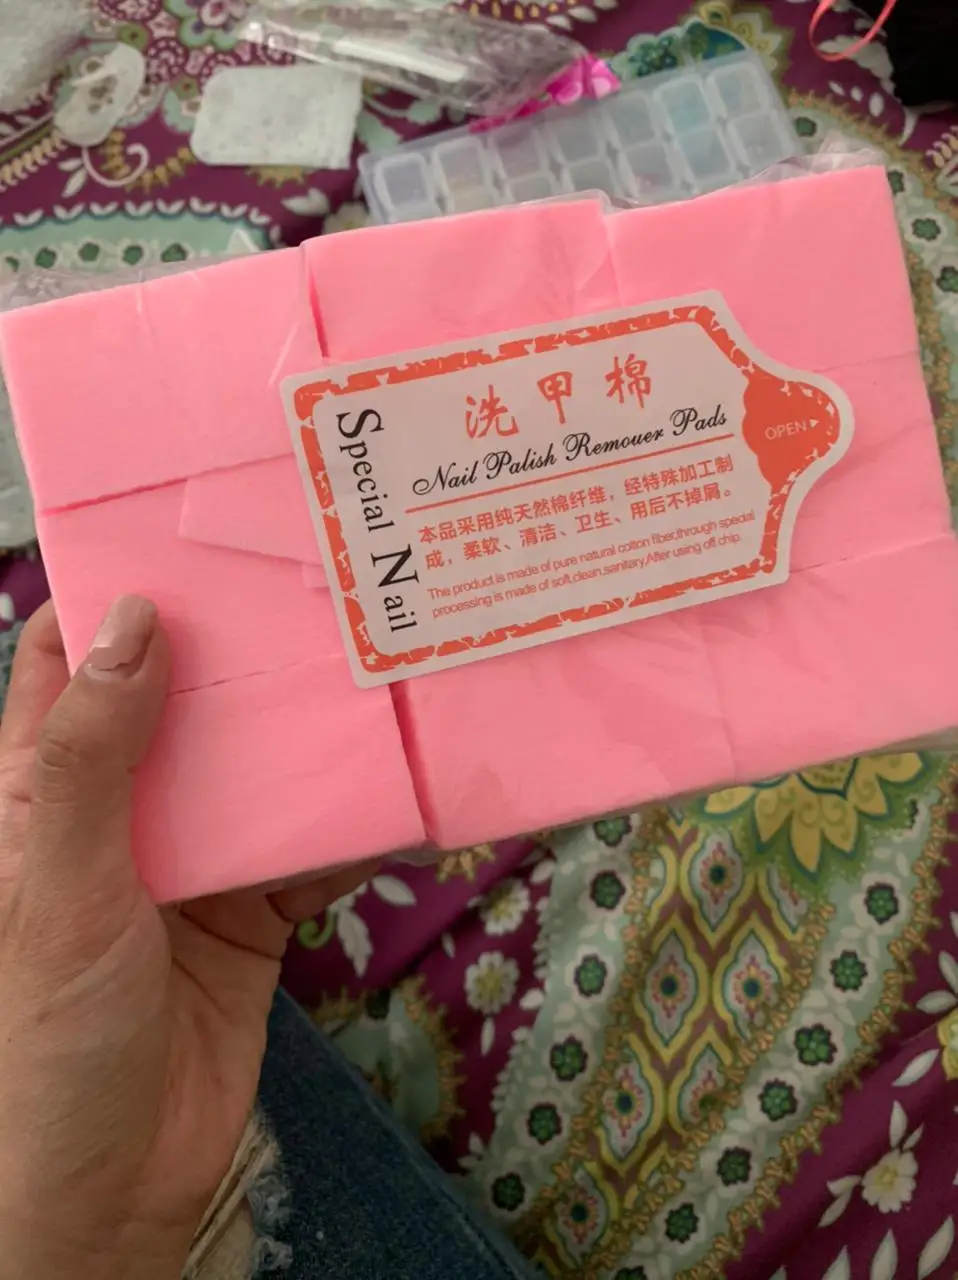 洗甲棉
Nail Palish Remouer Pads
本品采用纯天然棉纤维，经特殊加工制
成，柔软、清洁、卫生、用后不掉屑。
The product is made of pure natural cotton fiber,through special
processing is made of soft,clean,sanitary.After using off chip.
Special Nail
OPEN